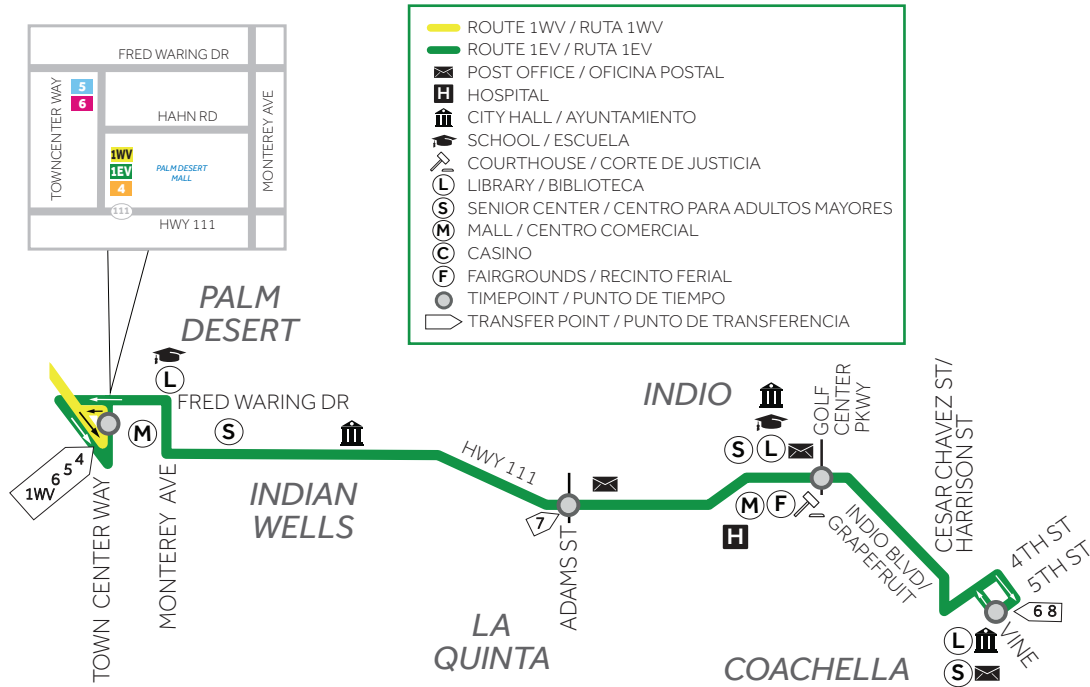 FRED WARING DR
TOWNCENTER WAY
5
6
HAHN RD
MONTEREY AVE
1WV
1EV
4
PALM DESERT
MALL
111
HWY 111
ROUTE 1WV / RUTA 1WV
ROUTE 1EV / RUTA 1EV
POST OFFICE / OFICINA POSTAL
H HOSPITAL
CITY HALL / AYUNTAMIENTO
SCHOOL / ESCUELA
COURTHOUSE / CORTE DE JUSTICIA
L LIBRARY / BIBLIOTECA
S SENIOR CENTER / CENTRO PARA ADULTOS MAYORES
M MALL / CENTRO COMERCIAL
C CASINO
F FAIRGROUNDS / RECINTO FERIAL
TIMEPOINT / PUNTO DE TIEMPO
TRANSFER POINT / PUNTO DE TRANSFERENCIA
PALM
DESERT
L
FRED WARING DR
M
S
1WV 6 5 4
TOWN CENTER WAY
MONTEREY AVE
INDIAN
WELLS
HWY 111
7
ADAMS ST
LA
QUINTA
INDIO
S L
M F
H
GOLF
CENTER
PKWY
INDIO BLVD/
GRAPEFRUIT
CESAR CHAVEZ ST/
HARRISON ST
4TH ST
5TH ST
6 8
VINE
L
S
COACHELLA